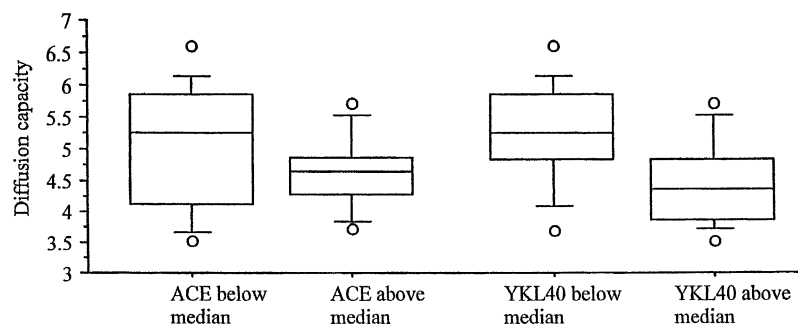 7
6.5
6
5.5
5
4.5
4
3.5
3
Diffusion capacity
ACE below
median
ACE above
median
YKL40 below
median
YKL40 above
median